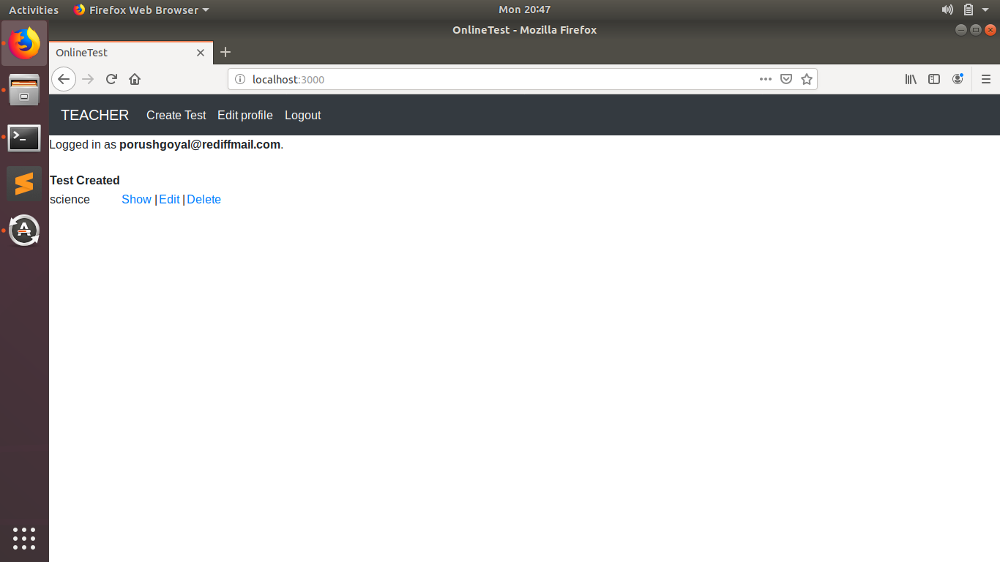 Activities Firefox Web Browser Mon 20:47
OnlineTest - Mozilla Firefox
OnlineTest
localhost:3000
TEACHER Create Test Edit profile Logout
Logged in as porushgoyal@rediffmail.com.
Test Created
science Show | Edit | Delete